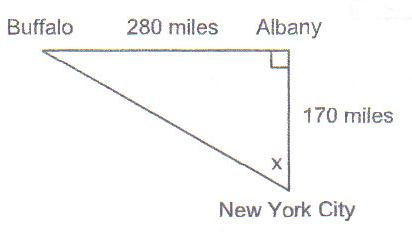 Buffalo 280 miles Albany
170 miles
x
New York City